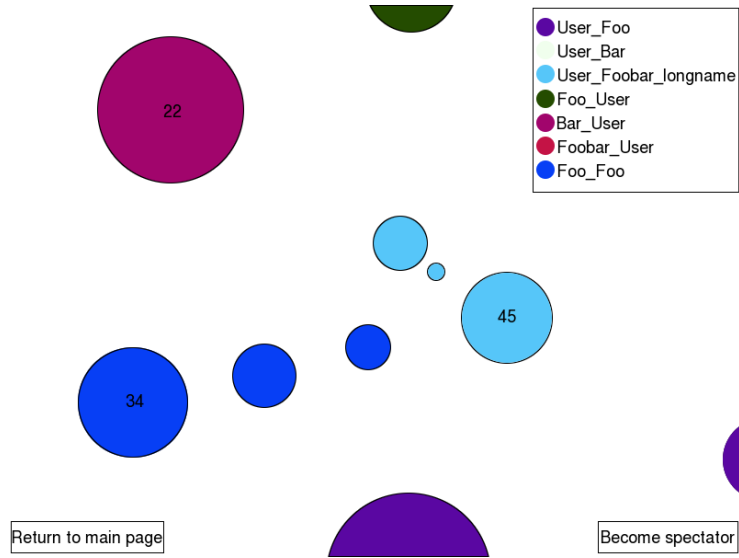 User_Foo
User_Bar
User_Foobar_longname
Foo_User
Bar_User
Foobar_User
Foo_Foo
22
45
34
Return to main page
Become spectator